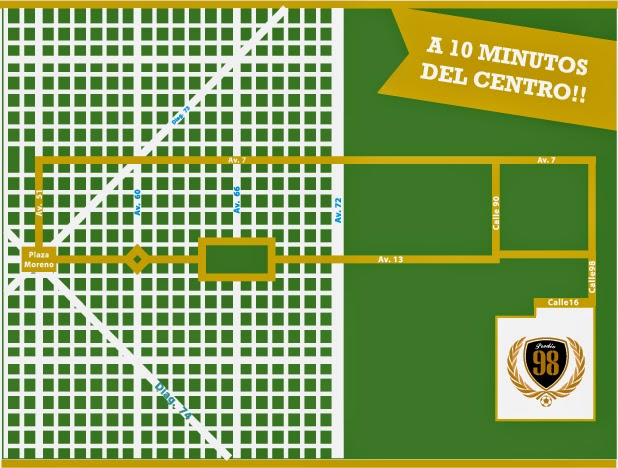 A 10 MINUTOS
DEL CENTRO!!
Diag. 73
Av. 7
Av. 7
Av. 51
Av. 60
Av. 66
Av. 72
Calle 90
Plaza
Moreno
Av. 13
Calle98
Calle16
Predio
98
Diag. 74